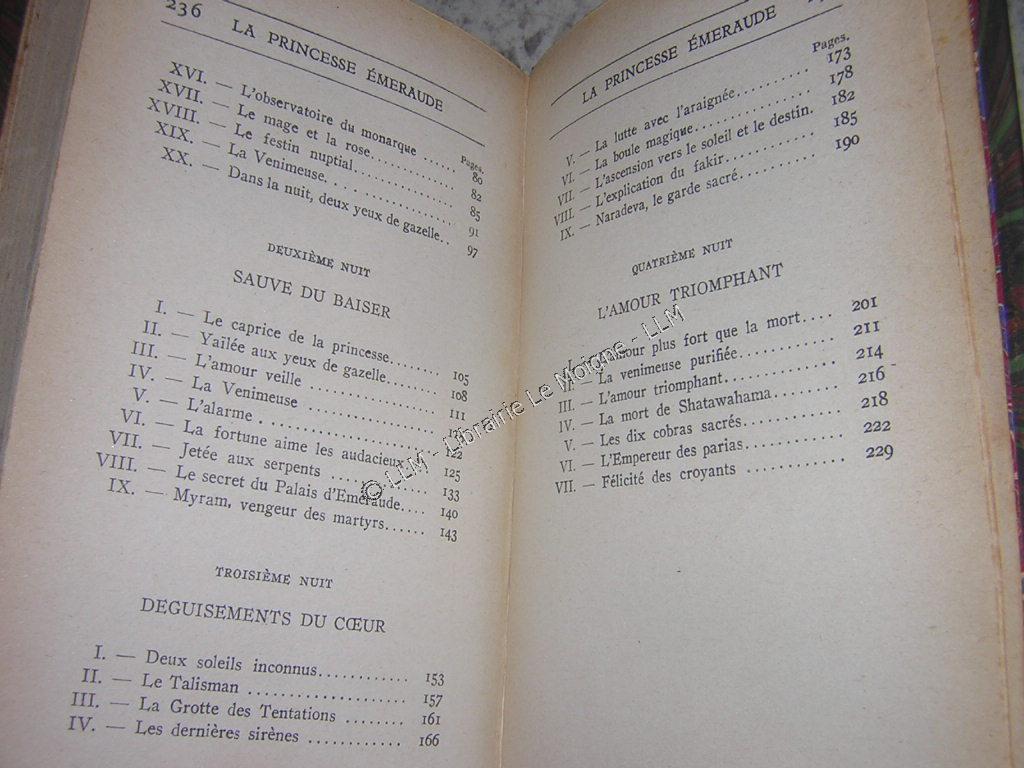 236
LA PRINCESSE ÉMERAUDE
Pages.
XVI. — L'observatoire du monarque ..... 80
XVII. — Le mage et la rose............. 82
XVIII. — Le festin nuptial............... 85
XIX. — La Venimeuse................... 91
XX. — Dans la nuit, deux yeux de gazelle.. 97
DEUXIÈME NUIT
SAUVE DU BAISER
I. — Le caprice de la princesse........ 105
II. — Yaïlée aux yeux de gazelle........ 108
III. — L'amour veille ................ 111
IV. — La Venimeuse ................
V. — L'alarme .....................
VI. — La fortune aime les audacieux. 125
VII. — Jetée aux serpents ............ 133
VIII. — Le secret du Palais d'Emeraude.... 140
IX. — Myram, vengeur des martyrs...... 143
TROISIÈME NUIT
DEGUISEMENTS DU CŒUR
I. — Deux soleils inconnus............ 153
II. — Le Talisman .................. 157
III. — La Grotte des Tentations ........ 161
IV. — Les dernières sirènes ............ 166
LA PRINCESSE ÉMERAUDE
Pages.
V. — La lutte avec l'araignée.......... 173
VI. — La boule magique............... 178
VII. — L'ascension vers le soleil et le destin. 182
VIII. — L'explication du fakir............ 185
IX. — Naradeva, le garde sacré.......... 190
QUATRIÈME NUIT
L'AMOUR TRIOMPHANT
I. — L'amour plus fort que la mort.... 201
II. — La venimeuse purifiée............ 211
III. — L'amour triomphant.............. 214
IV. — La mort de Shatawahama.......... 216
V. — Les dix cobras sacrés............ 218
VI. — L'Empereur des parias............ 222
VII. — Félicité des croyants ............ 229
© LLM - Librairie Le Moigne - LLM